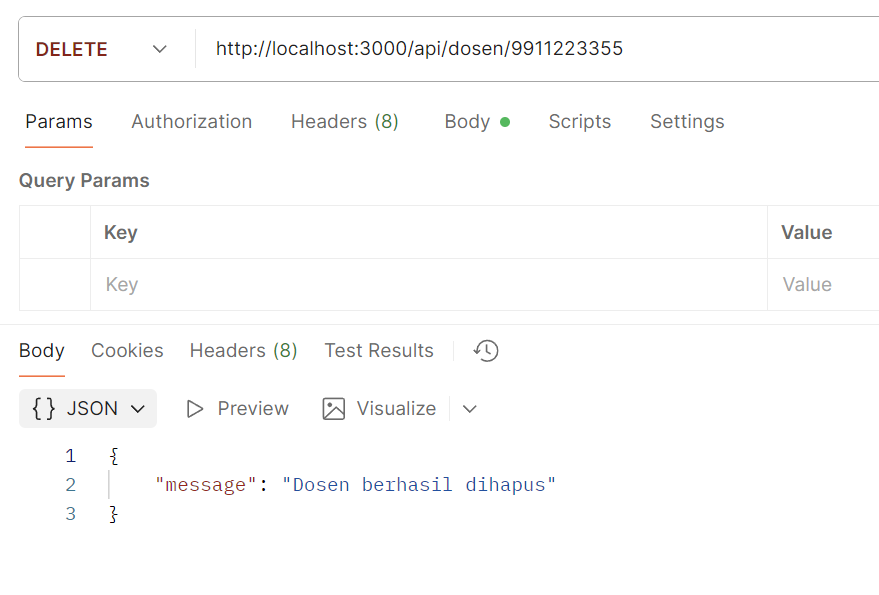 DELETE http://localhost:3000/api/dosen/9911223355
Params Authorization Headers (8) Body Scripts Settings
Query Params
Key Value
Key Value
Body Cookies Headers (8) Test Results
{ } JSON Preview Visualize
1 {
2 "message": "Dosen berhasil dihapus"
3 }